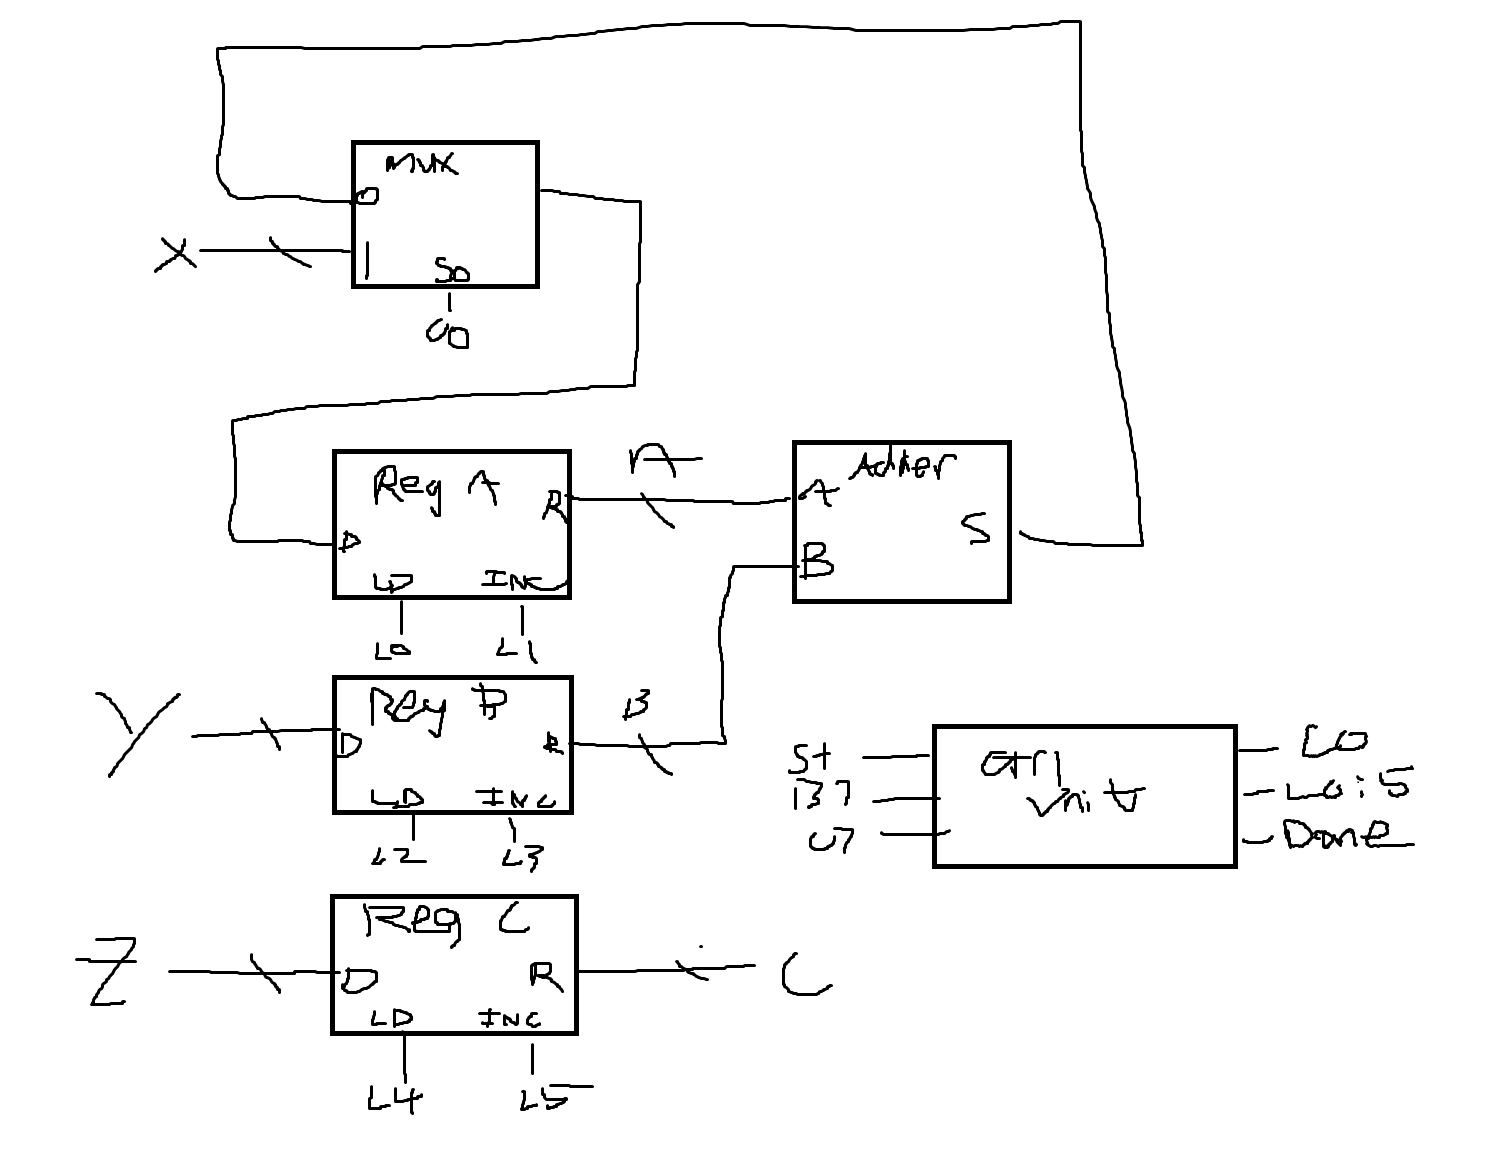 MUX
0
X
1
S0
C0
Reg A
R
A
D
LD INC
L0 L1
Adder
A
S
B
Y
Reg B
D
R
B
LD INC
L2 L3
St
B7
C7
Ctrl
Unit
C0
L0:5
Done
Z
Reg C
D
R
C
LD INC
L4 L5